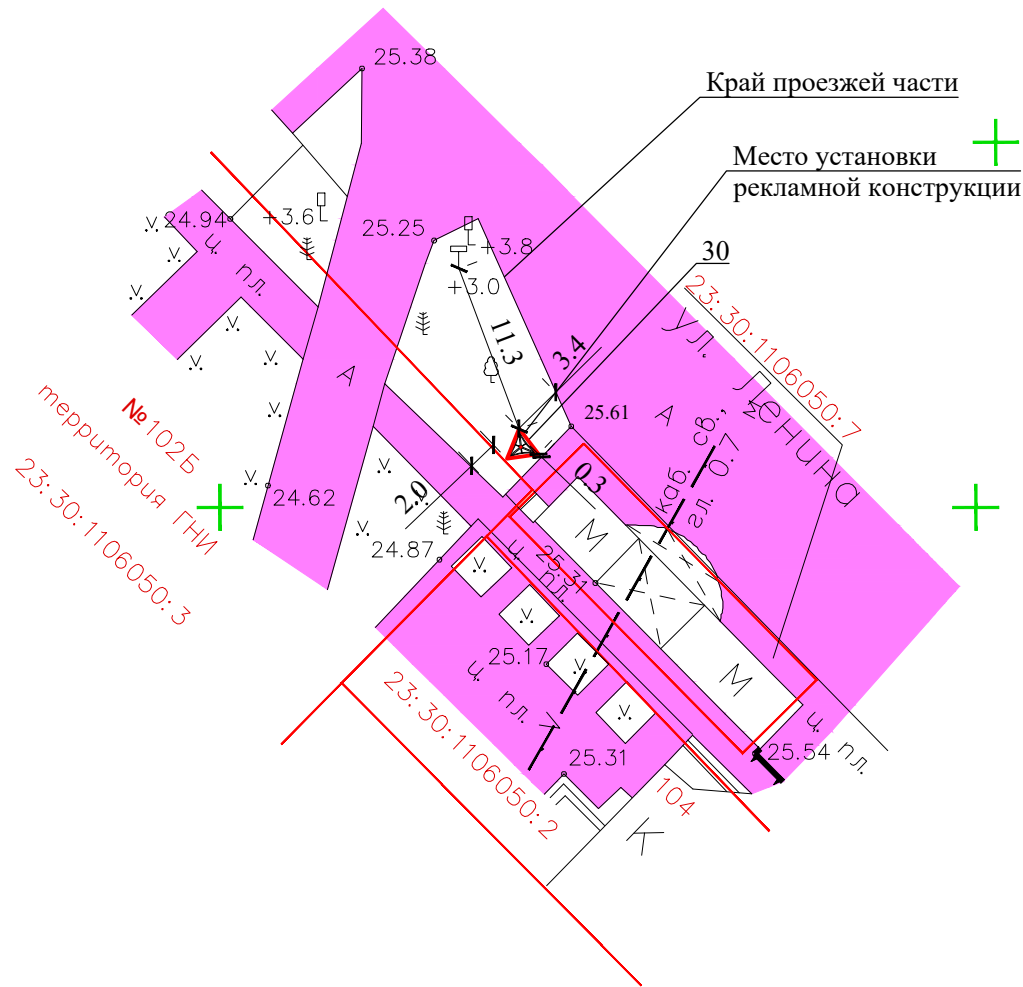 25.38
Край проезжей части
Место установки
рекламной конструкции
24.94
+3.6
25.25
+3.8
30
ц.
пл.
+3.0
23:30:1106050:7
ул. Ленина
11.3
3.4
А
А
25.61
№102Б
территория ГНИ
23:30:1106050:3
каб. св.,
гл. 0.7
24.62
2.0
0.3
24.87
М
ц.
пл.
25.31
25.17
М
ц.
пл.
ц.
пл.
25.54
23:30:1106050:2
25.31
104
К